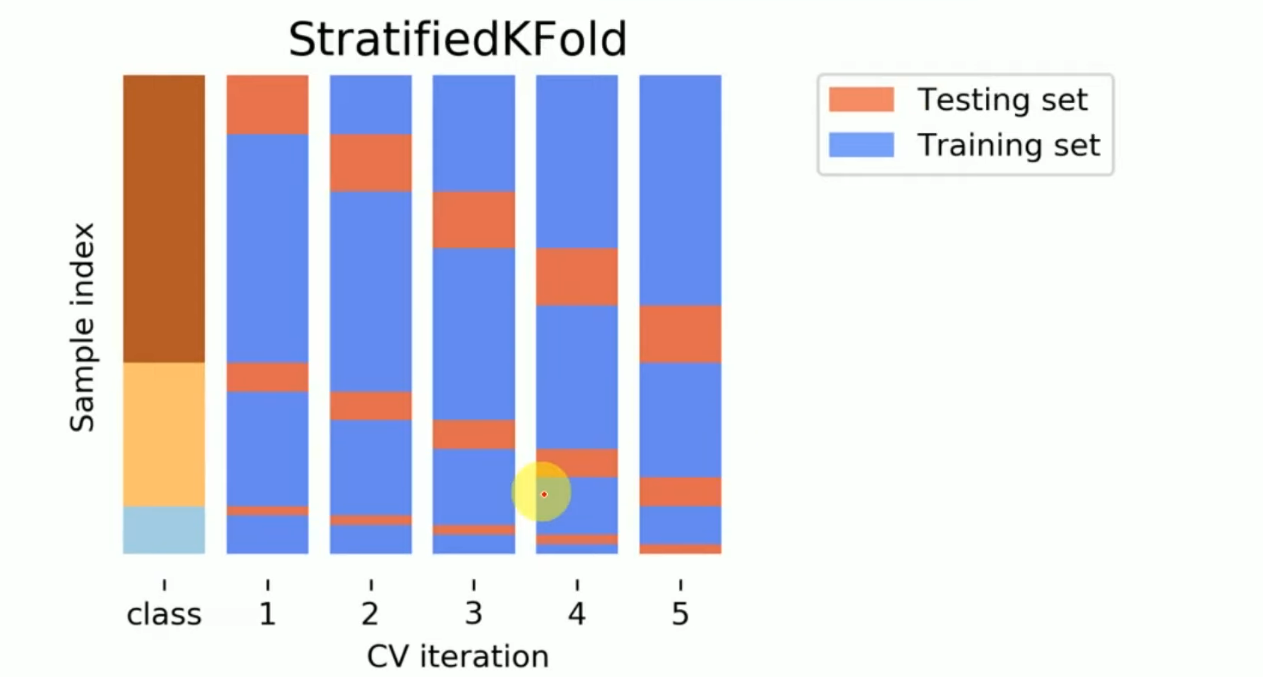 StratifiedKFold
Testing set
Training set
Sample index
class 1 2 3 4 5
CV iteration